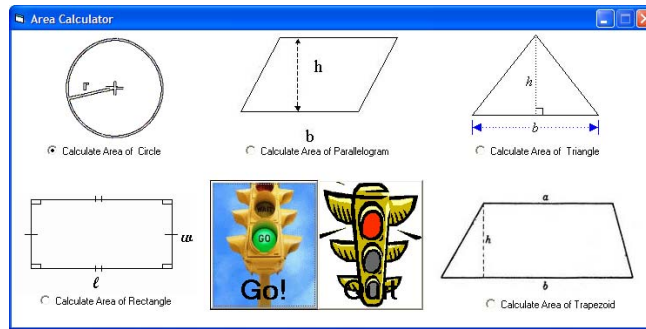 Area Calculator
r
h
b
h
b
Calculate Area of Circle
Calculate Area of Parallelogram
Calculate Area of Triangle
w
ℓ
GO
Go!
Quit
a
h
b
Calculate Area of Rectangle
Calculate Area of Trapezoid